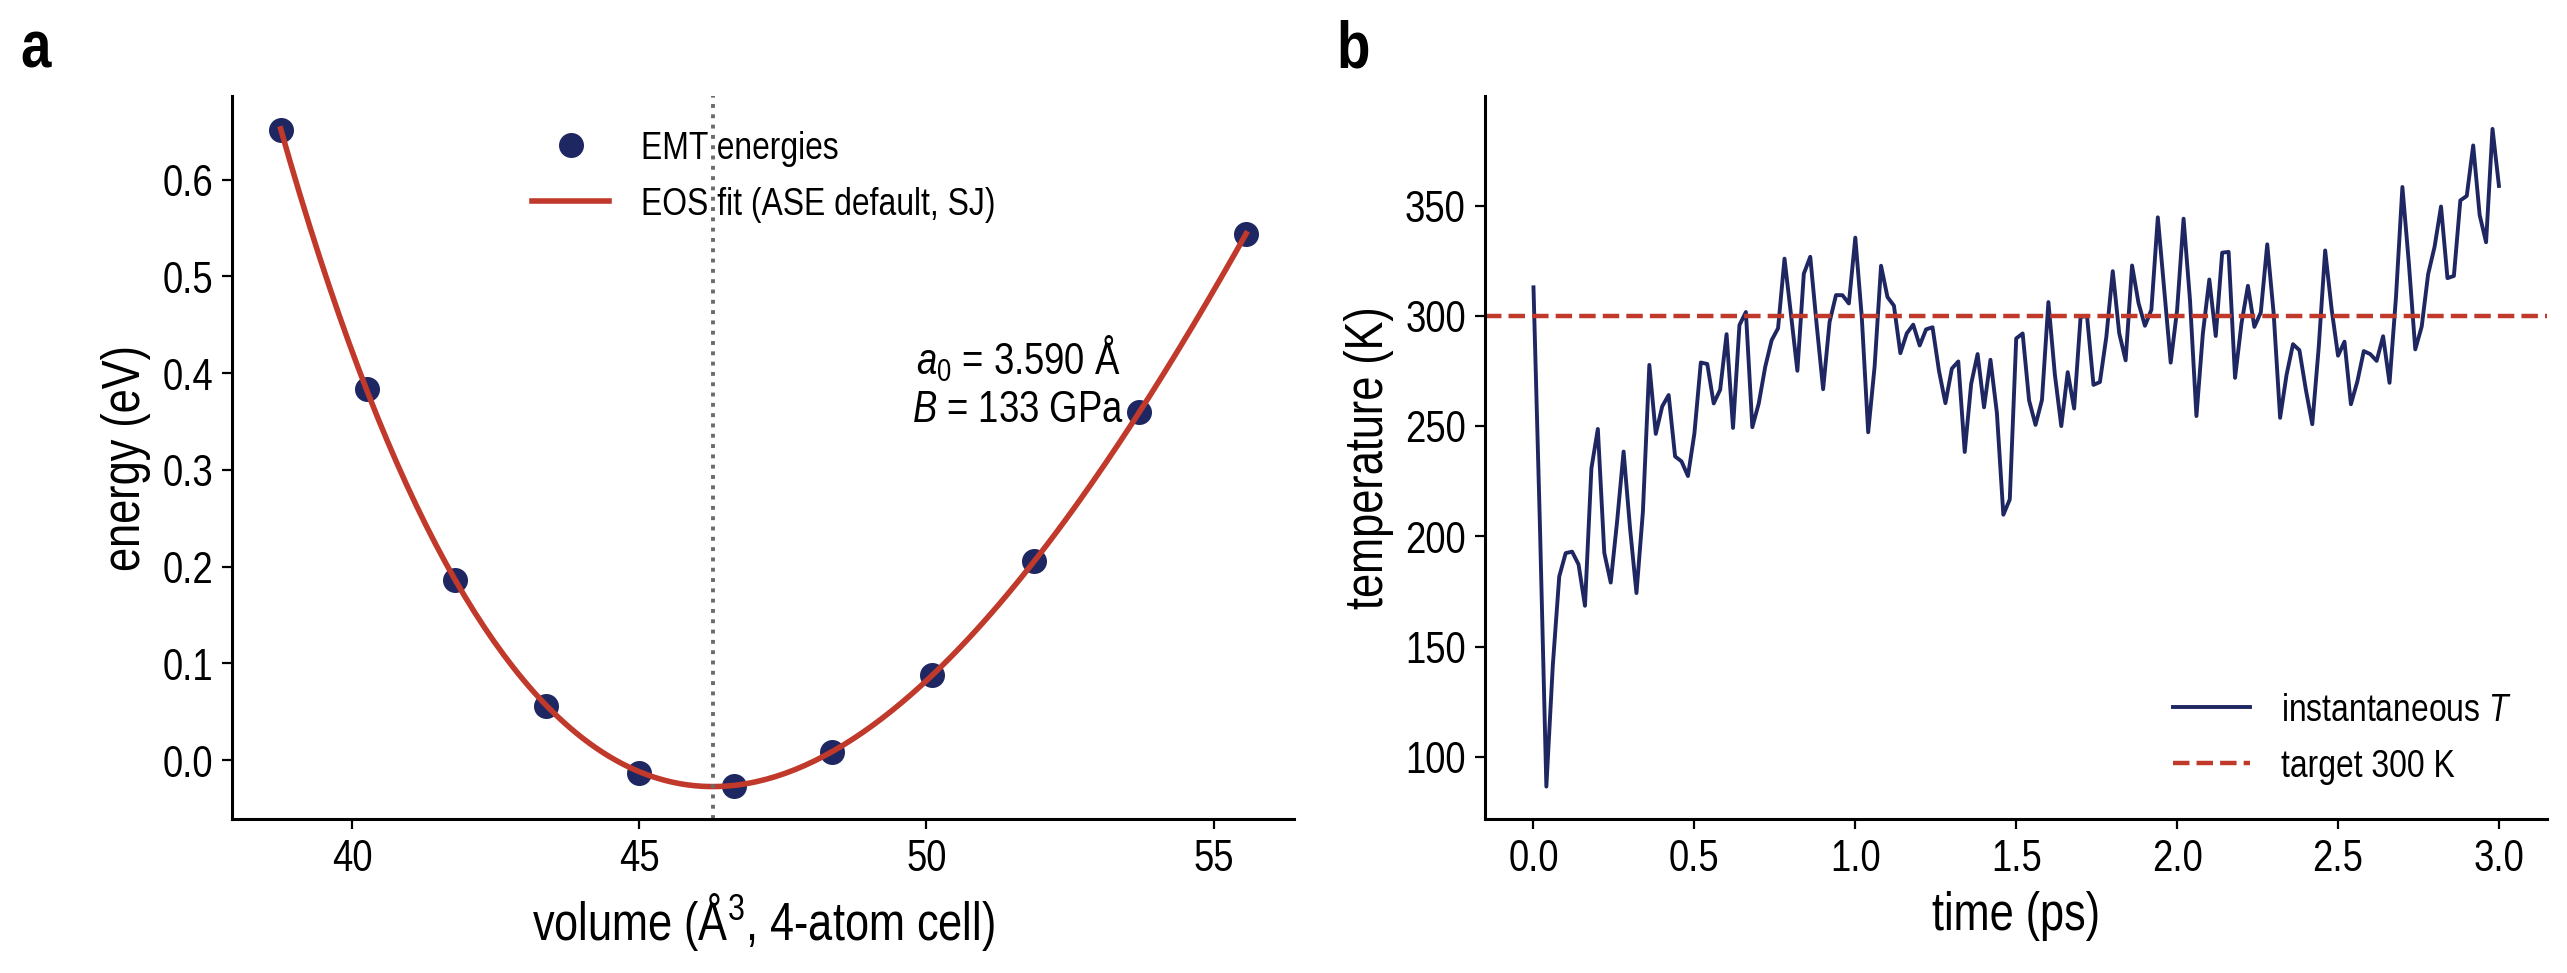 a
EMT energies
EOS fit (ASE default, SJ)
a₀ = 3.590 Å
B = 133 GPa
energy (eV)
0.6
0.5
0.4
0.3
0.2
0.1
0.0
40 45 50 55
volume (Å³, 4-atom cell)
b
temperature (K)
350
300
250
200
150
100
instantaneous T
target 300 K
0.0 0.5 1.0 1.5 2.0 2.5 3.0
time (ps)